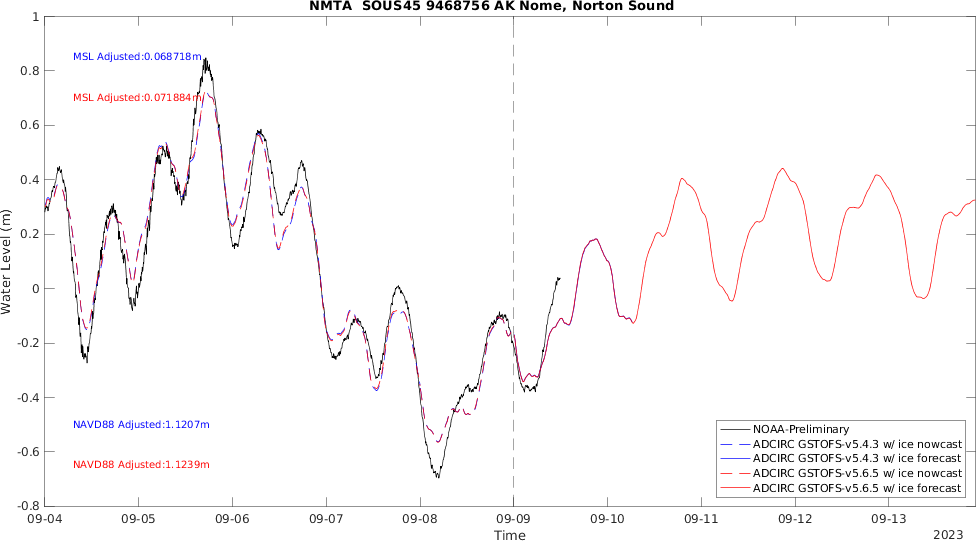 NMTA SOUS45 9468756 AK Nome, Norton Sound
1
0.8
0.6
0.4
0.2
0
-0.2
-0.4
-0.6
-0.8
Water Level (m)
MSL Adjusted:0.068718m
MSL Adjusted:0.071884m
NAVD88 Adjusted:1.1207m
NAVD88 Adjusted:1.1239m
NOAA-Preliminary
ADCIRC GSTOFS-v5.4.3 w/ ice nowcast
ADCIRC GSTOFS-v5.4.3 w/ ice forecast
ADCIRC GSTOFS-v5.6.5 w/ ice nowcast
ADCIRC GSTOFS-v5.6.5 w/ ice forecast
09-04 09-05 09-06 09-07 09-08 09-09 09-10 09-11 09-12 09-13
Time
2023